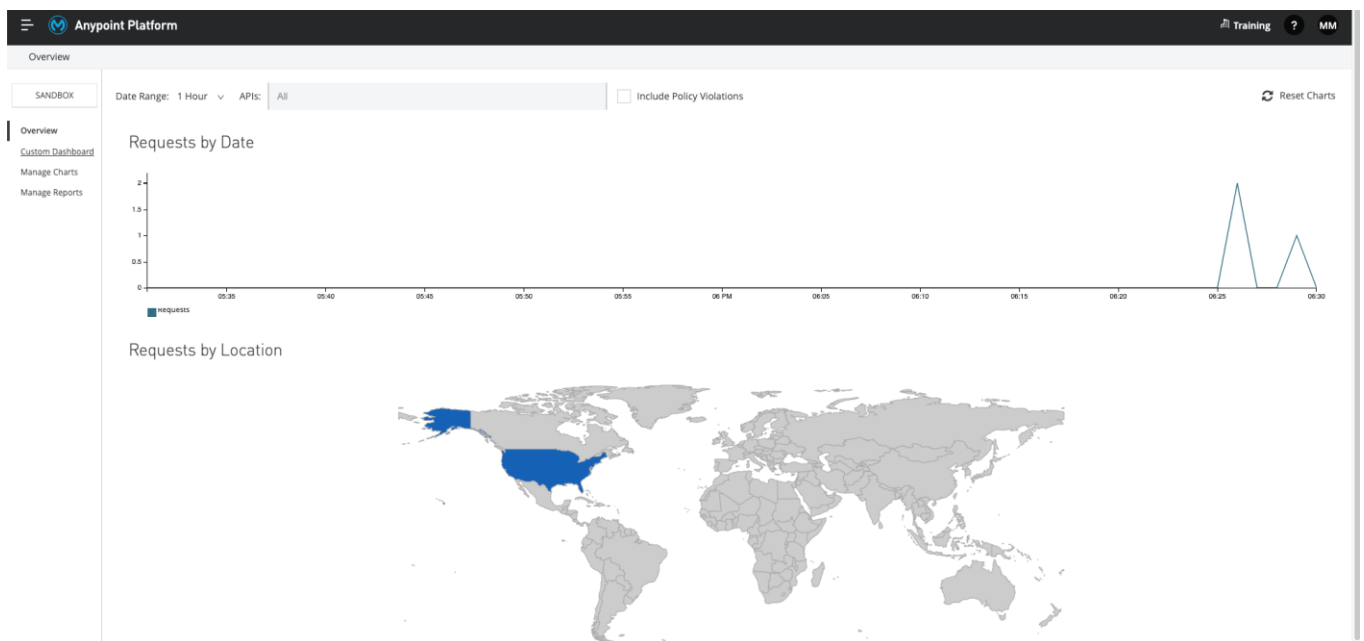 Anypoint Platform
Training ? MM
Overview
SANDBOX
Date Range: 1 Hour APIs: All Include Policy Violations Reset Charts
Overview
Custom Dashboard
Manage Charts
Manage Reports
Requests by Date
2
1.5
1
0.5
0
05:35 05:40 05:45 05:50 05:55 06 PM 06:05 06:10 06:15 06:20 06:25 06:30
Requests
Requests by Location